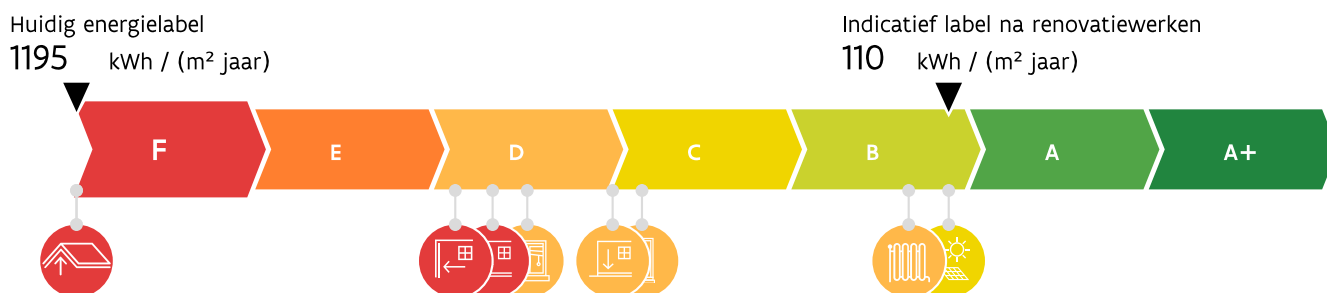 Huidig energielabel
1195 kWh / (m² jaar)
Indicatief label na renovatiewerken
110 kWh / (m² jaar)
F E D C B A A+